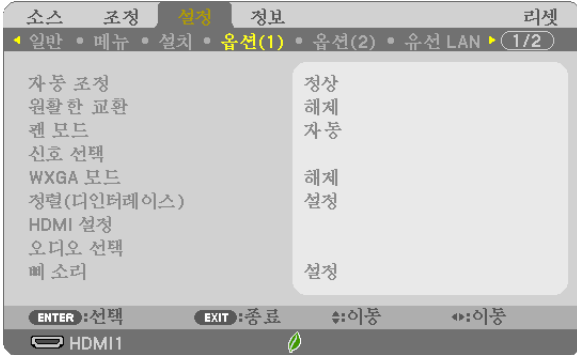 소스 조정 설정 정보 리셋
일반 • 메뉴 • 설치 • 옵션(1) • 옵션(2) • 유선 LAN 1/2
자동 조정 정상
원활한 교환 해제
팬 모드 자동
신호 선택
WXGA 모드 해제
정렬(디인터레이스) 설정
HDMI 설정
오디오 선택
삐 소리 설정
ENTER :선택 EXIT :종료 :이동 :이동
HDMI1